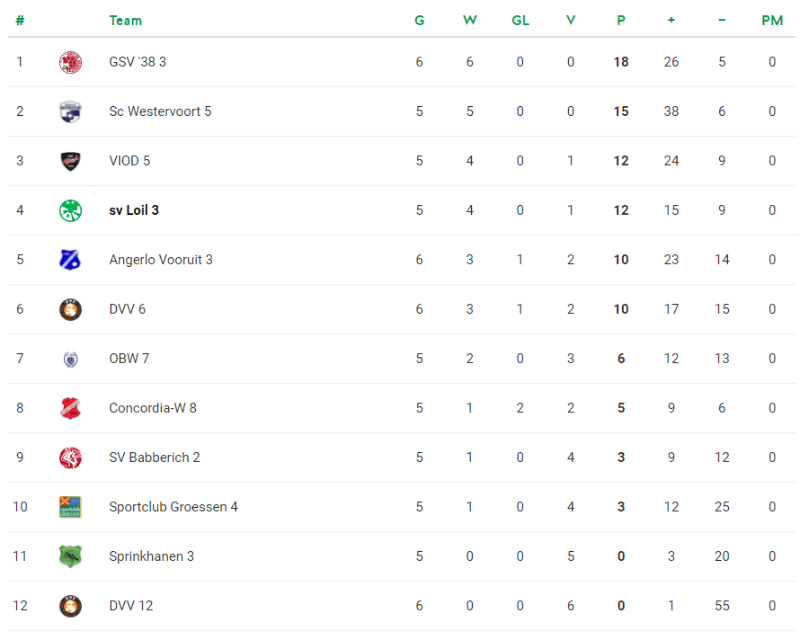 # Team G W GL V P + − PM
1 GSV '38 3 6 6 0 0 18 26 5 0
2 Sc Westervoort 5 5 5 0 0 15 38 6 0
3 VIOD 5 5 4 0 1 12 24 9 0
4 sv Loil 3 5 4 0 1 12 15 9 0
5 Angerlo Vooruit 3 6 3 1 2 10 23 14 0
6 DVV 6 6 3 1 2 10 17 15 0
7 OBW 7 5 2 0 3 6 12 13 0
8 Concordia-W 8 5 1 2 2 5 9 6 0
9 SV Babberich 2 5 1 0 4 3 9 12 0
10 Sportclub Groessen 4 5 1 0 4 3 12 25 0
11 Sprinkhanen 3 5 0 0 5 0 3 20 0
12 DVV 12 6 0 0 6 0 1 55 0